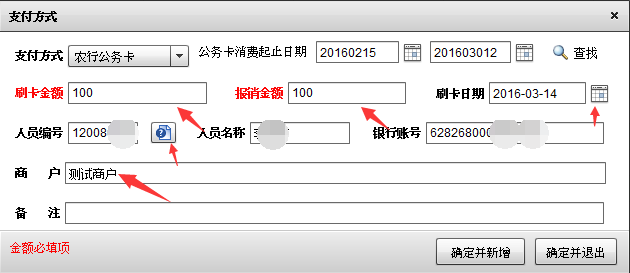 支付方式
支付方式 农行公务卡 公务卡消费起止日期 20160215 201603012 查找
刷卡金额 100 报销金额 100 刷卡日期 2016-03-14
人员编号 12008 人员名称 银行账号 628268000
商 户 测试商户
备 注
金额必填项 确定并新增 确定并退出